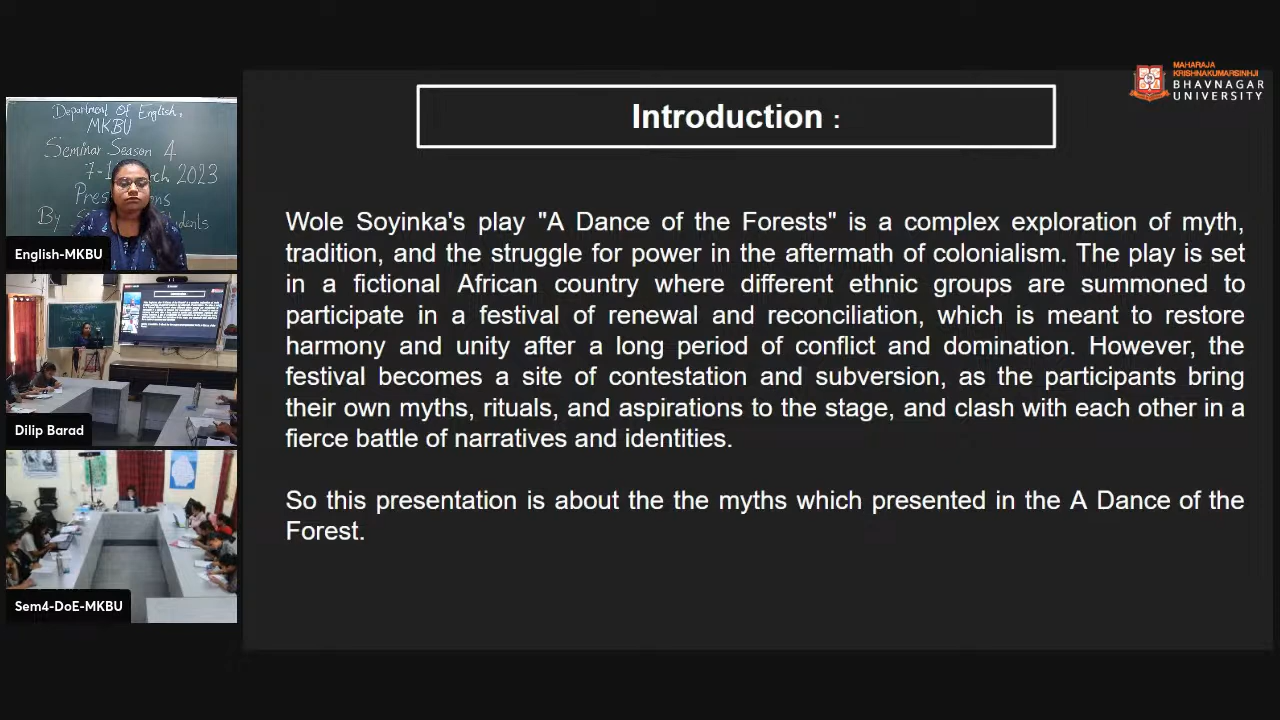 MAHARAJA
KRISHNAKUMARSINHJI
BHAVNAGAR
UNIVERSITY
Introduction :
Wole Soyinka's play "A Dance of the Forests" is a complex exploration of myth,
tradition, and the struggle for power in the aftermath of colonialism. The play is set
in a fictional African country where different ethnic groups are summoned to
participate in a festival of renewal and reconciliation, which is meant to restore
harmony and unity after a long period of conflict and domination. However, the
festival becomes a site of contestation and subversion, as the participants bring
their own myths, rituals, and aspirations to the stage, and clash with each other in a
fierce battle of narratives and identities.
So this presentation is about the the myths which presented in the A Dance of the
Forest.
Department of English,
MKBU
Seminar Season 4
2023
By
English-MKBU
Dilip Barad
Sem4-DoE-MKBU